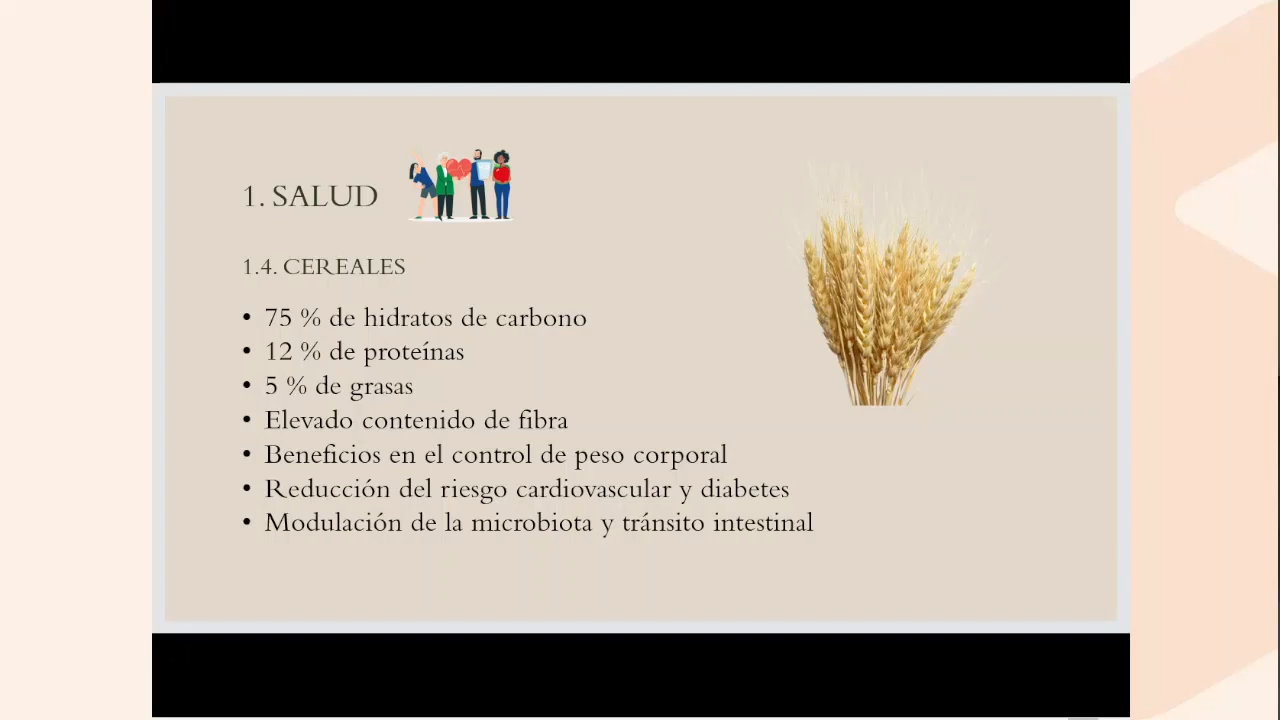 1. SALUD
1.4. CEREALES
• 75 % de hidratos de carbono
• 12 % de proteínas
• 5 % de grasas
• Elevado contenido de fibra
• Beneficios en el control de peso corporal
• Reducción del riesgo cardiovascular y diabetes
• Modulación de la microbiota y tránsito intestinal